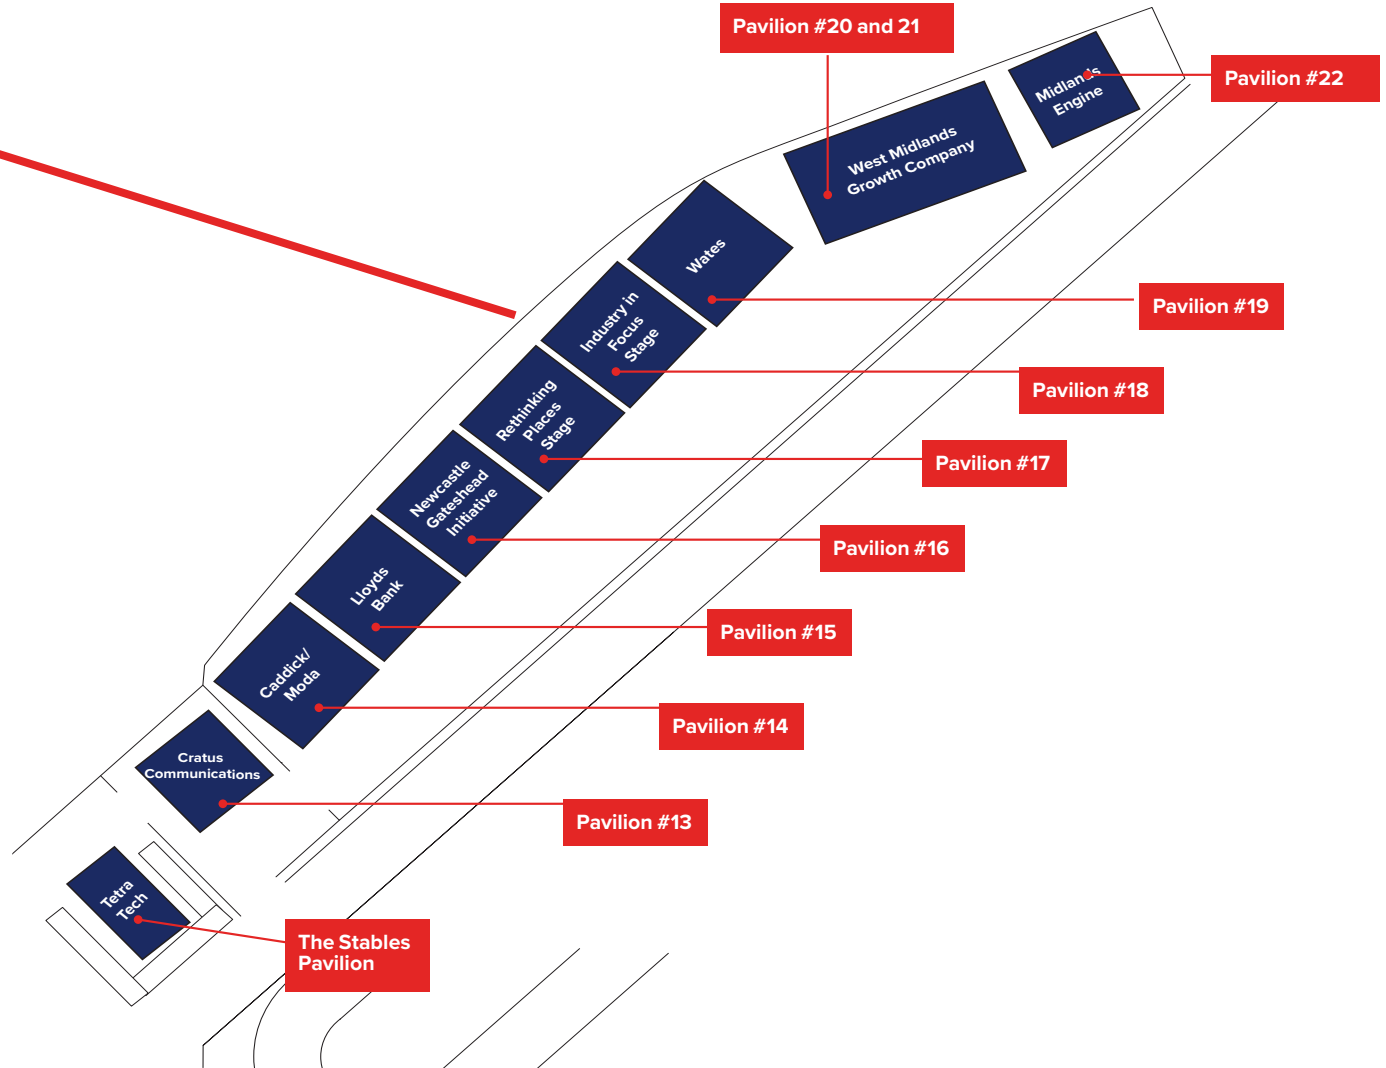 Pavilion #20 and 21
Midlands
Engine
Pavilion #22
West Midlands
Growth Company
Wates
Pavilion #19
Industry in
Focus
Stage
Pavilion #18
Rethinking
Places
Stage
Pavilion #17
Newcastle
Gateshead
Initiative
Pavilion #16
Lloyds
Bank
Pavilion #15
Caddick/
Moda
Pavilion #14
Cratus
Communications
Pavilion #13
Tetra
Tech
The Stables
Pavilion